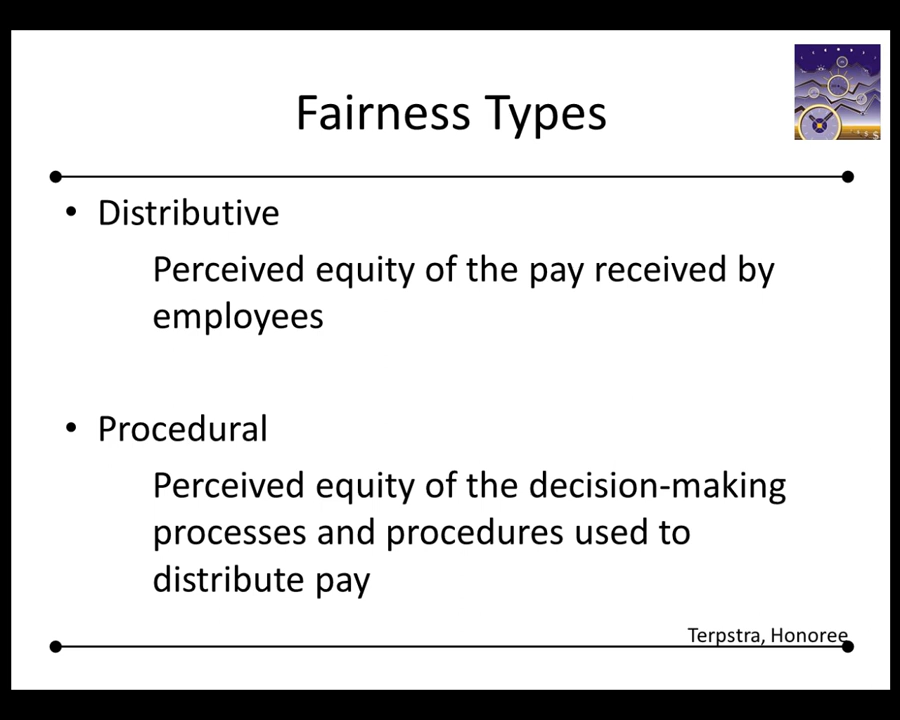 Fairness Types
• Distributive
Perceived equity of the pay received by
employees
• Procedural
Perceived equity of the decision-making
processes and procedures used to
distribute pay
Terpstra, Honoree